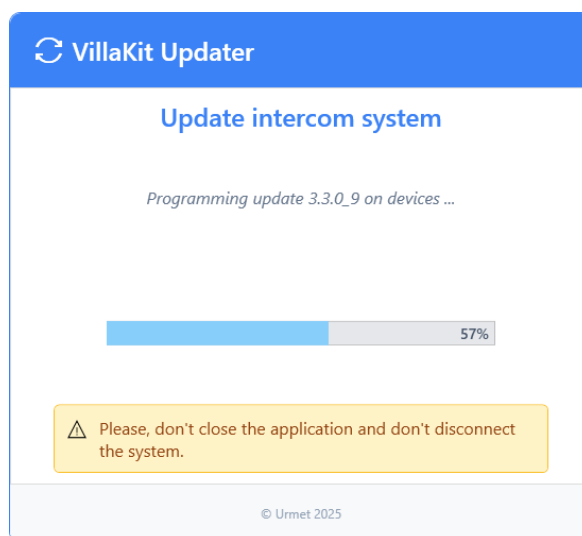 VillaKit Updater
Update intercom system
Programming update 3.3.0_9 on devices ...
57%
Please, don't close the application and don't disconnect
the system.
© Urmet 2025